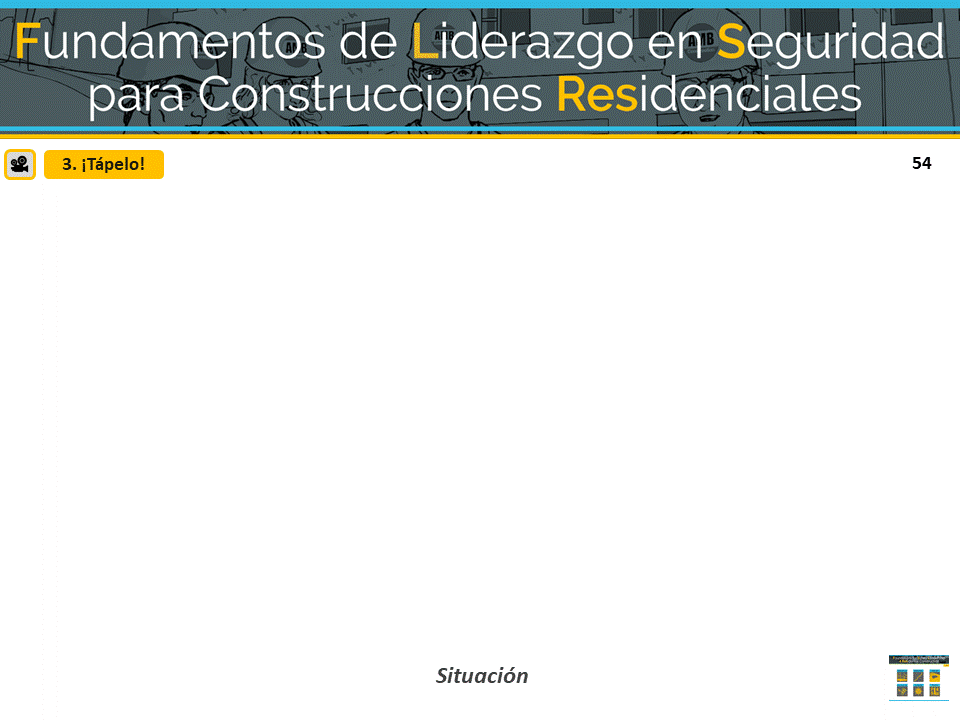 Fundamentos de Liderazgo en Seguridad
para Construcciones Residenciales
3. ¡Tápelo!
54
Situación